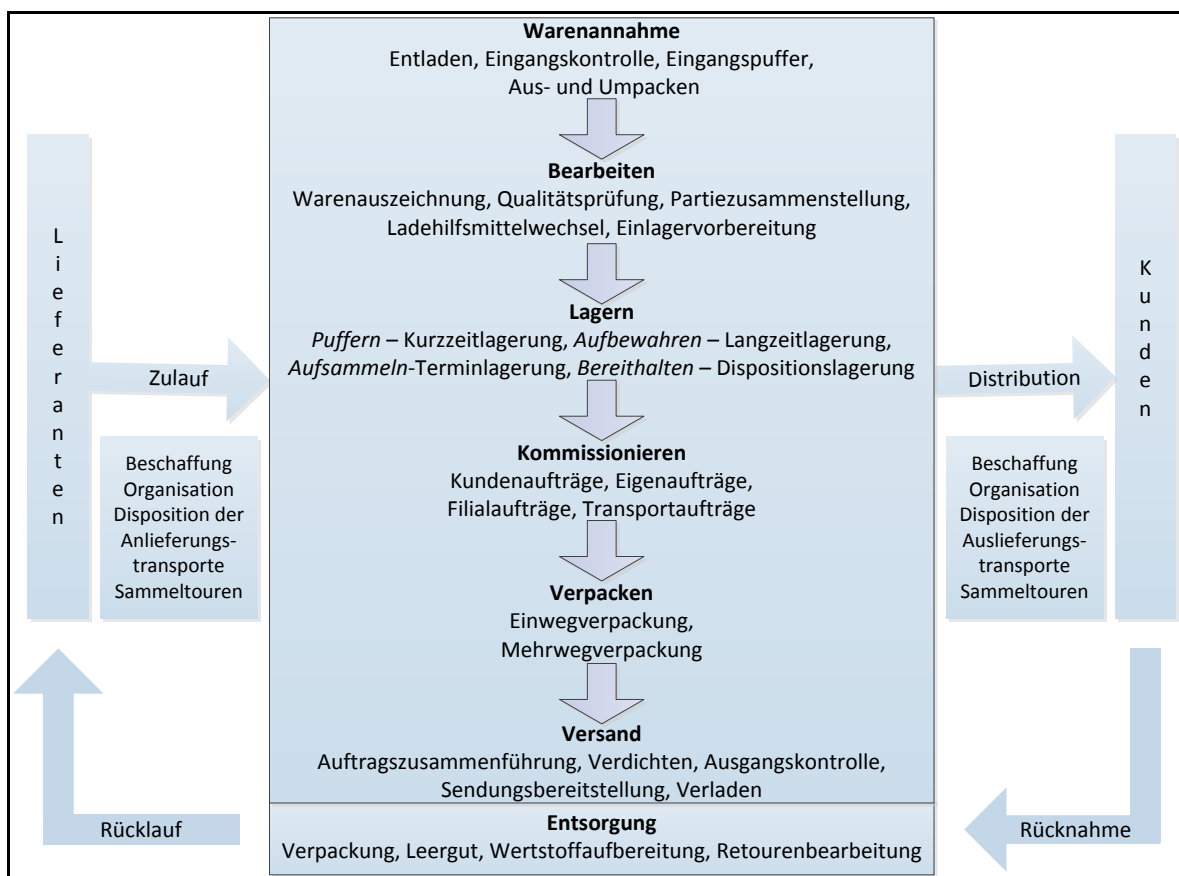 Warenannahme
Entladen, Eingangskontrolle, Eingangspuffer,
Aus- und Umpacken
Bearbeiten
Warenauszeichnung, Qualitätsprüfung, Partiezusammenstellung,
Ladehilfsmittelwechsel, Einlagervorbereitung
Lagern
Puffern – Kurzzeitlagerung, Aufbewahren – Langzeitlagerung,
Aufsammeln-Terminlagerung, Bereithalten – Dispositionslagerung
Kommissionieren
Kundenaufträge, Eigenaufträge,
Filialaufträge, Transportaufträge
Verpacken
Einwegverpackung,
Mehrwegverpackung
Versand
Auftragszusammenführung, Verdichten, Ausgangskontrolle,
Sendungsbereitstellung, Verladen
Entsorgung
Verpackung, Leergut, Wertstoffaufbereitung, Retourenbearbeitung
Lieferanten
Zulauf
Beschaffung
Organisation
Disposition der
Anlieferungs-
transporte
Sammeltouren
Rücklauf
Distribution
Beschaffung
Organisation
Disposition der
Auslieferungs-
transporte
Sammeltouren
Kunden
Rücknahme